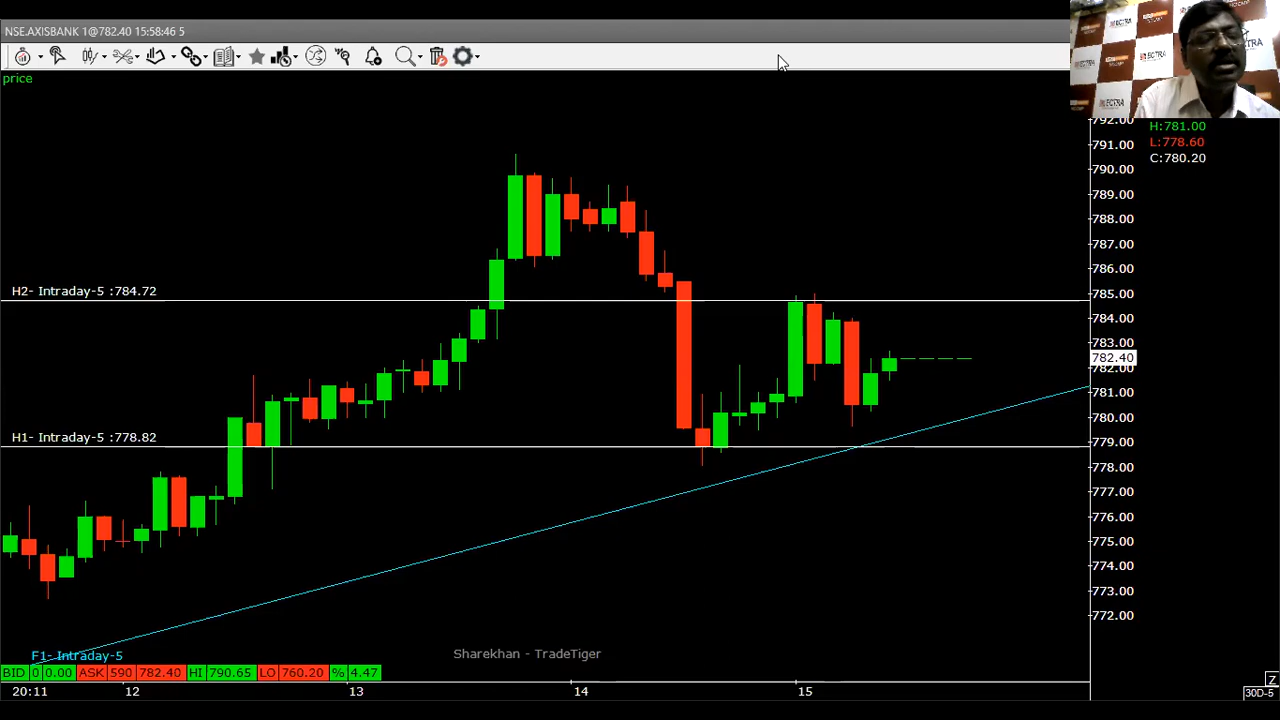 NSE.AXISBANK 1@782.40 15:58:46 5
price
H:781.00
L:778.60
C:780.20
792.00
791.00
790.00
789.00
788.00
787.00
786.00
785.00
784.00
783.00
782.40
782.00
781.00
780.00
779.00
778.00
777.00
776.00
775.00
774.00
773.00
772.00
H2- Intraday-5 :784.72
H1- Intraday-5 :778.82
F1- Intraday-5
Sharekhan - TradeTiger
BID 0 0.00 ASK 590 782.40 HI 790.65 LO 760.20 % 4.47
20:11 12 13 14 15
Z
30D-5